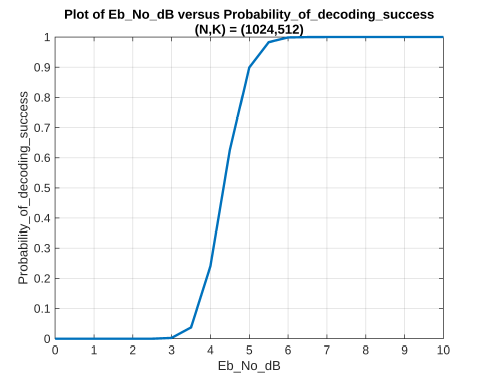 Plot of Eb_No_dB versus Probability_of_decoding_success
(N,K) = (1024,512)
1
0.9
0.8
0.7
0.6
0.5
0.4
0.3
0.2
0.1
0
Probability_of_decoding_success
0 1 2 3 4 5 6 7 8 9 10
Eb_No_dB